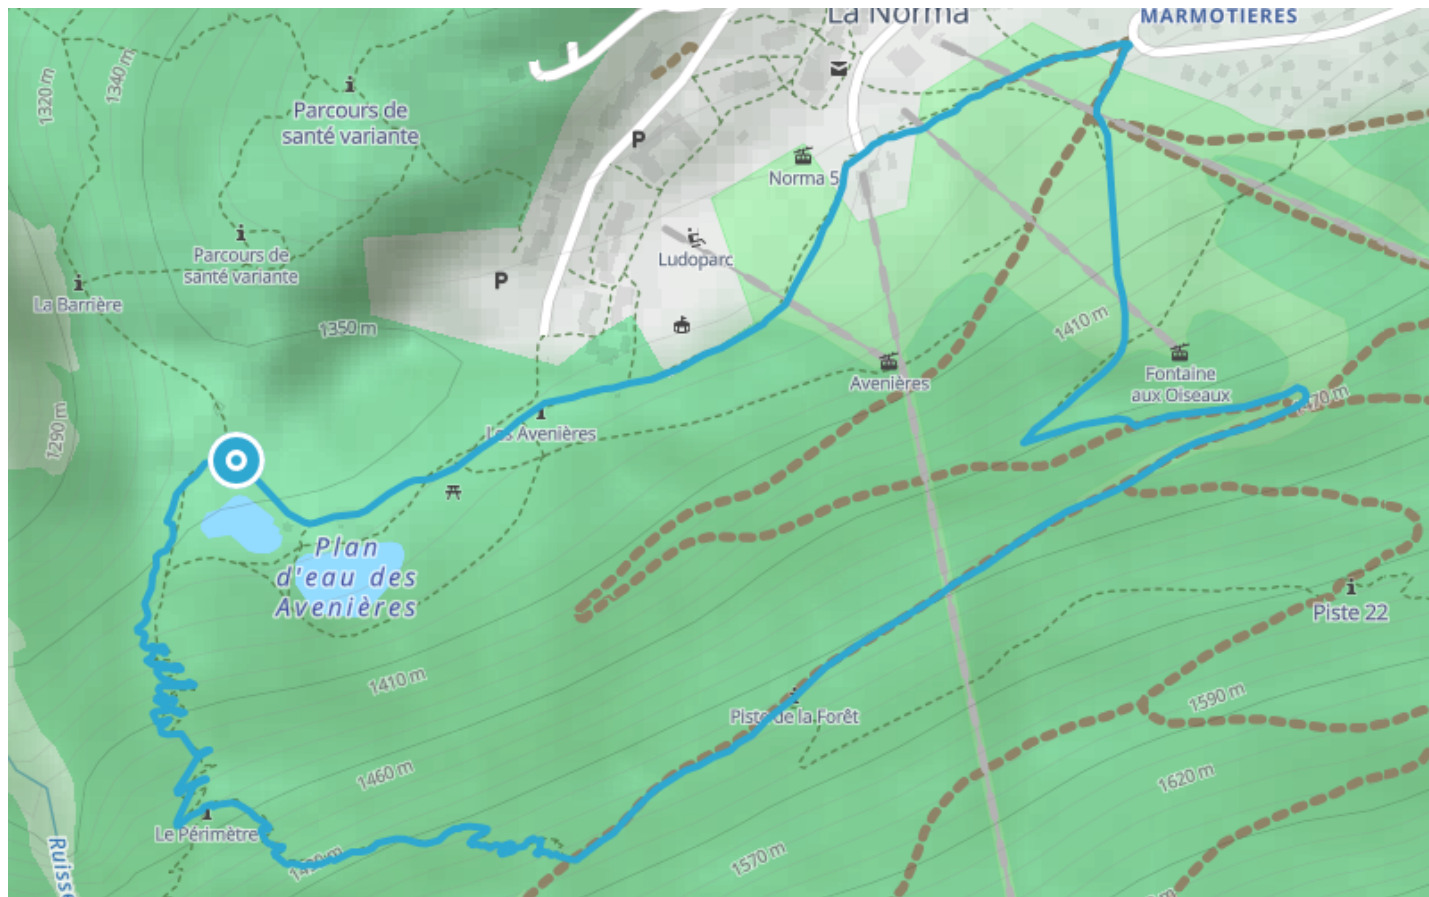 La Norma
MARMOTIERES
1320 m
1340 m
Parcours de
santé variante
P
Norma 5
Parcours de
santé variante
Ludoparc
P
La Barrière
1350 m
1410 m
Avenières
Fontaine
aux Oiseaux
1470 m
1290 m
Les Avenières
Plan
d'eau des
Avenières
Piste 22
1410 m
1590 m
Piste de la Forêt
1460 m
1620 m
Le Périmètre
1570 m
Ruisse